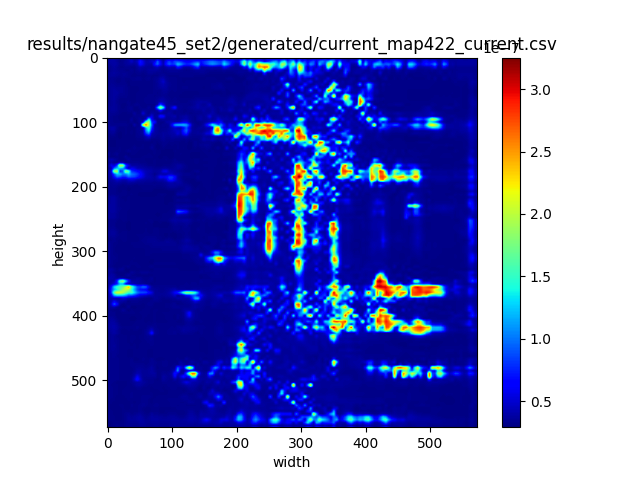 results/nangate45_set2/generated/current_map422_current.csv
1e−7
0
100
200
300
400
500
height
0 100 200 300 400 500
width
3.0
2.5
2.0
1.5
1.0
0.5